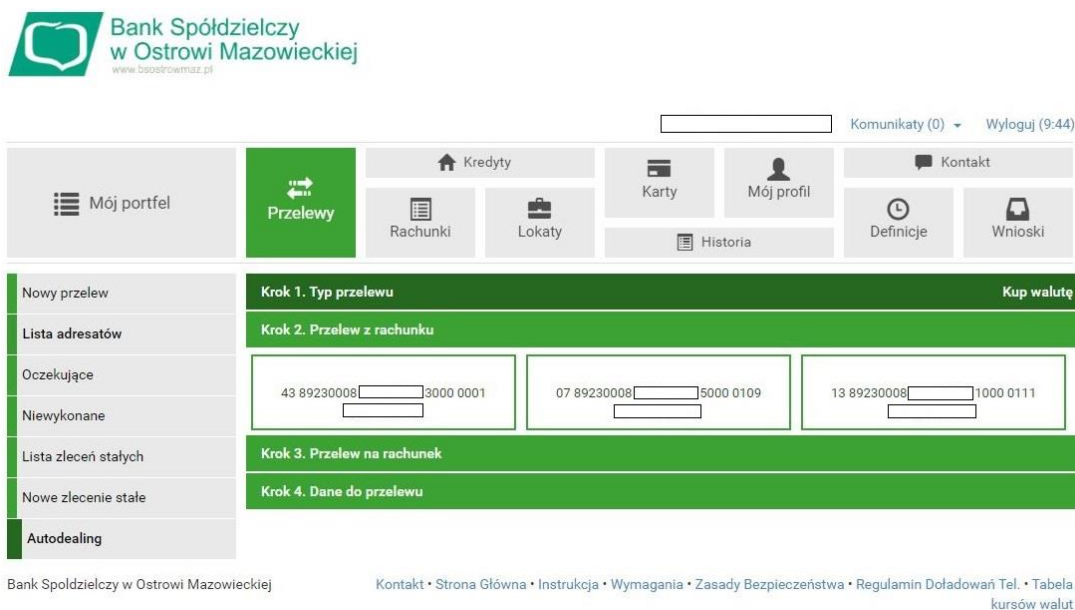 Bank Spółdzielczy
w Ostrowi Mazowieckiej
www.bsostrowmaz.pl
Komunikaty (0) Wyloguj (9:44)
Mój portfel
Przelewy
Kredyty
Rachunki
Lokaty
Karty
Mój profil
Historia
Kontakt
Definicje
Wnioski
Nowy przelew
Lista adresatów
Oczekujące
Niewykonane
Lista zleceń stałych
Nowe zlecenie stałe
Autodealing
Krok 1. Typ przelewu Kup walutę
Krok 2. Przelew z rachunku
43 89230008 3000 0001
07 89230008 5000 0109
13 89230008 1000 0111
Krok 3. Przelew na rachunek
Krok 4. Dane do przelewu
Bank Spoldzielczy w Ostrowi Mazowieckiej
Kontakt • Strona Główna • Instrukcja • Wymagania • Zasady Bezpieczeństwa • Regulamin Doładowań Tel. • Tabela
kursów walut